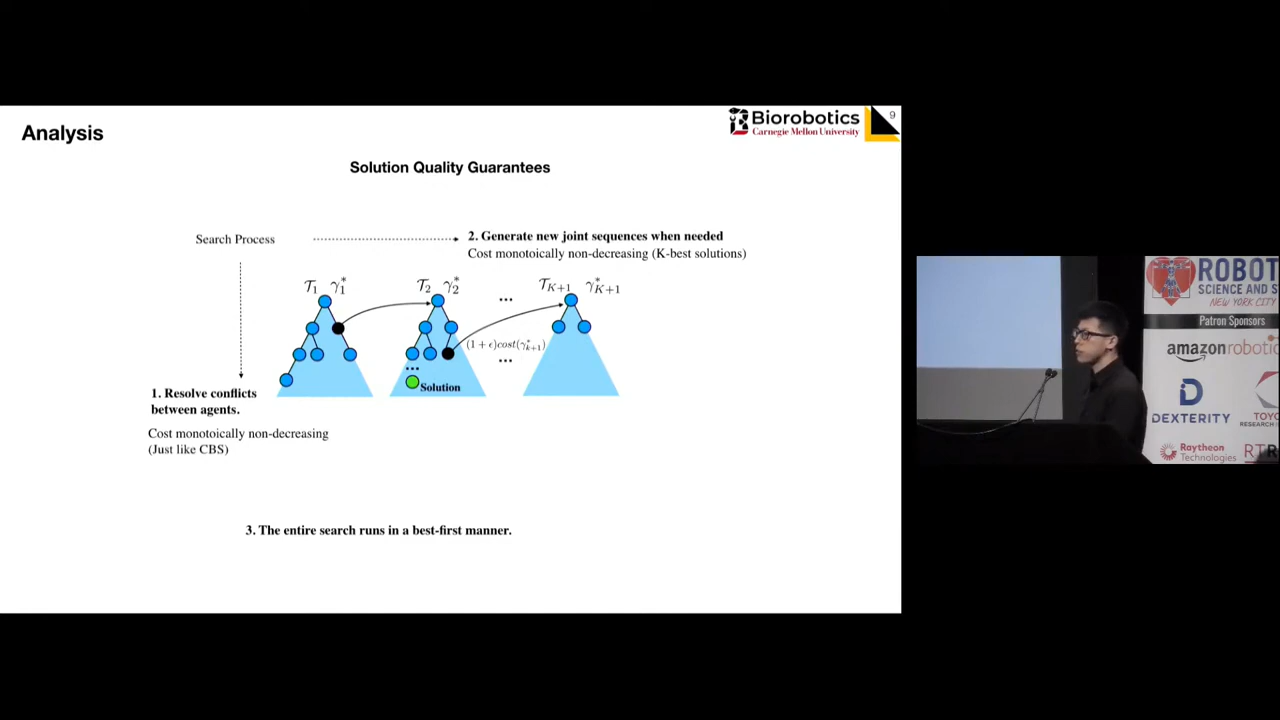 Analysis
Biorobotics
Carnegie Mellon University
9
Solution Quality Guarantees
Search Process
2. Generate new joint sequences when needed
Cost monotoically non-decreasing (K-best solutions)
𝒯₁ γ₁*
𝒯₂ γ₂*
...
𝒯K+1 γ*K+1
(1 + ϵ)cost(γ*k+1)
...
...
Solution
1. Resolve conflicts
between agents.
Cost monotoically non-decreasing
(Just like CBS)
3. The entire search runs in a best-first manner.
ROBOT
SCIENCE AND S
NEW YORK CITY
Patron Sponsors
amazon robotic
DEXTERITY
TOYO
RESEARCH I
Raytheon
Technologies
RTR